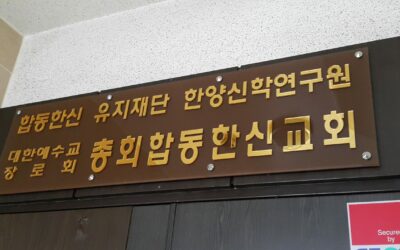 합동한신 유지재단 한양신학연구원
대한예수교
장로회 총회합동한신교회
Secured
by